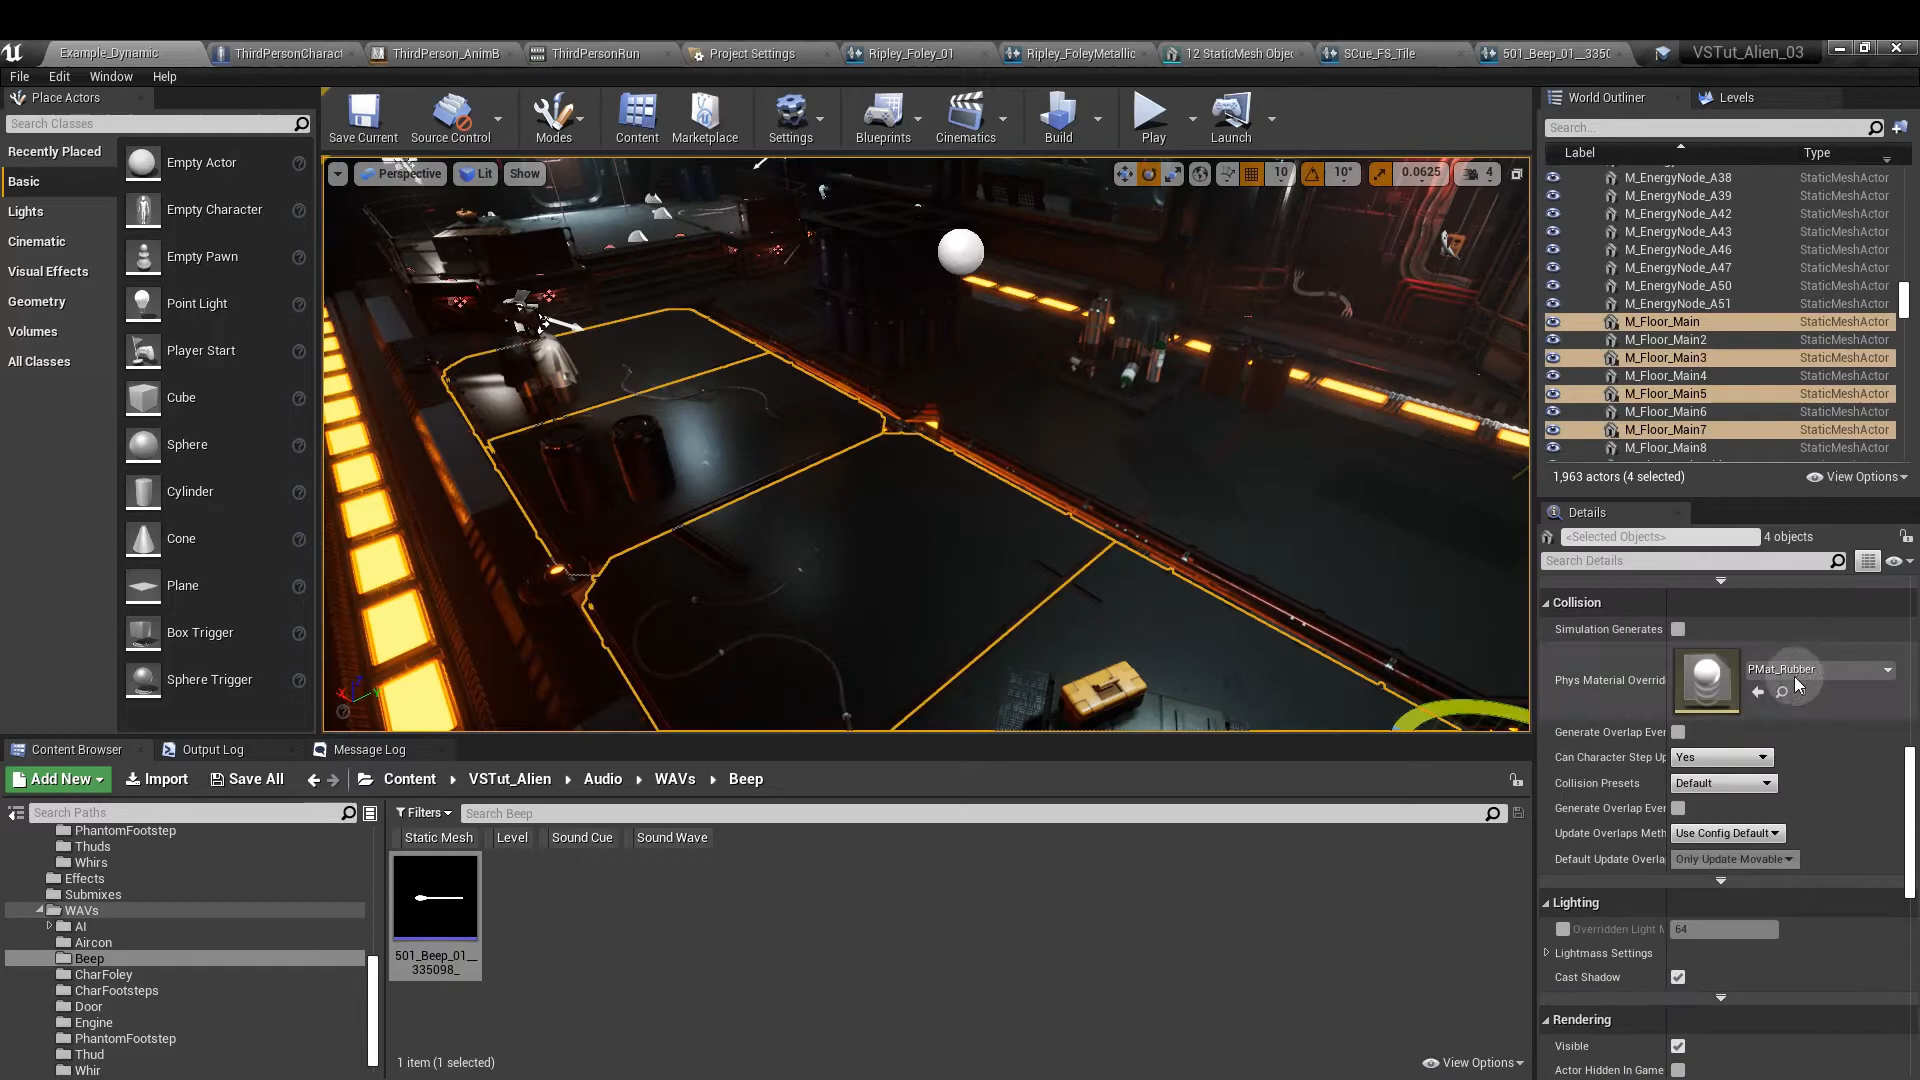 Example_Dynamic
ThirdPersonCharact
ThirdPerson_AnimB
ThirdPersonRun
Project Settings
Ripley_Foley_01
Ripley_FoleyMetallic
12 StaticMesh Objec
SCue_FS_Tile
501_Beep_01__335(
VSTut_Alien_03
File
Edit
Window
Help
Place Actors
Search Classes
Recently Placed
Basic
Lights
Cinematic
Visual Effects
Geometry
Volumes
All Classes
Empty Actor
Empty Character
Empty Pawn
Point Light
Player Start
Cube
Sphere
Cylinder
Cone
Plane
Box Trigger
Sphere Trigger
Save Current
Source Control
Modes
Content
Marketplace
Settings
Blueprints
Cinematics
Build
Play
Launch
Perspective
Lit
Show
10
10°
0.0625
4
World Outliner
Levels
Search...
Label
Type
M_EnergyNode_A38 StaticMeshActor
M_EnergyNode_A39 StaticMeshActor
M_EnergyNode_A42 StaticMeshActor
M_EnergyNode_A43 StaticMeshActor
M_EnergyNode_A46 StaticMeshActor
M_EnergyNode_A47 StaticMeshActor
M_EnergyNode_A50 StaticMeshActor
M_EnergyNode_A51 StaticMeshActor
M_Floor_Main StaticMeshActor
M_Floor_Main2 StaticMeshActor
M_Floor_Main3 StaticMeshActor
M_Floor_Main4 StaticMeshActor
M_Floor_Main5 StaticMeshActor
M_Floor_Main6 StaticMeshActor
M_Floor_Main7 StaticMeshActor
M_Floor_Main8 StaticMeshActor
1,963 actors (4 selected)
View Options
Details
<Selected Objects>
4 objects
Search Details
Collision
Simulation Generates
Phys Material Overrid
PMat_Rubber
Generate Overlap Ever
Can Character Step Up Yes
Collision Presets Default
Generate Overlap Ever
Update Overlaps Meth Use Config Default
Default Update Overla Only Update Movable
Lighting
Overridden Light M 64
Lightmass Settings
Cast Shadow
Rendering
Visible
Actor Hidden In Game
Content Browser
Output Log
Message Log
Add New
Import
Save All
Content
VSTut_Alien
Audio
WAVs
Beep
Search Paths
Filters
Search Beep
Static Mesh
Level
Sound Cue
Sound Wave
PhantomFootstep
Thuds
Whirs
Effects
Submixes
WAVs
AI
Aircon
Beep
CharFoley
CharFootsteps
Door
Engine
PhantomFootstep
Thud
Whir
501_Beep_01__
335098_
1 item (1 selected)
View Options